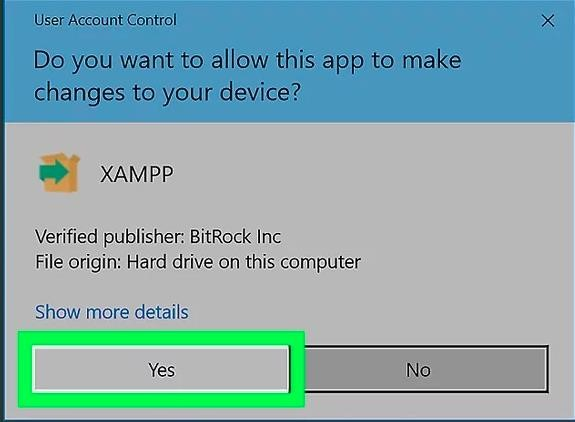 User Account Control
Do you want to allow this app to make
changes to your device?
XAMPP
Verified publisher: BitRock Inc
File origin: Hard drive on this computer
Show more details
Yes
No